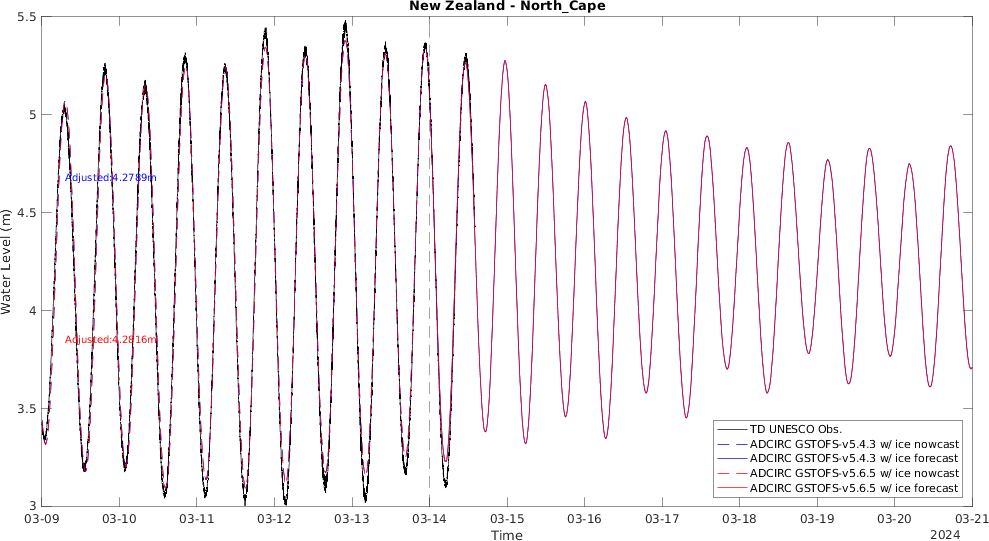 New Zealand - North_Cape
Water Level (m)
5.5
5
4.5
4
3.5
3
Adjusted:4.2789m
Adjusted:4.2816m
TD UNESCO Obs.
ADCIRC GSTOFS-v5.4.3 w/ ice nowcast
ADCIRC GSTOFS-v5.4.3 w/ ice forecast
ADCIRC GSTOFS-v5.6.5 w/ ice nowcast
ADCIRC GSTOFS-v5.6.5 w/ ice forecast
03-09 03-10 03-11 03-12 03-13 03-14 03-15 03-16 03-17 03-18 03-19 03-20 03-21
Time
2024